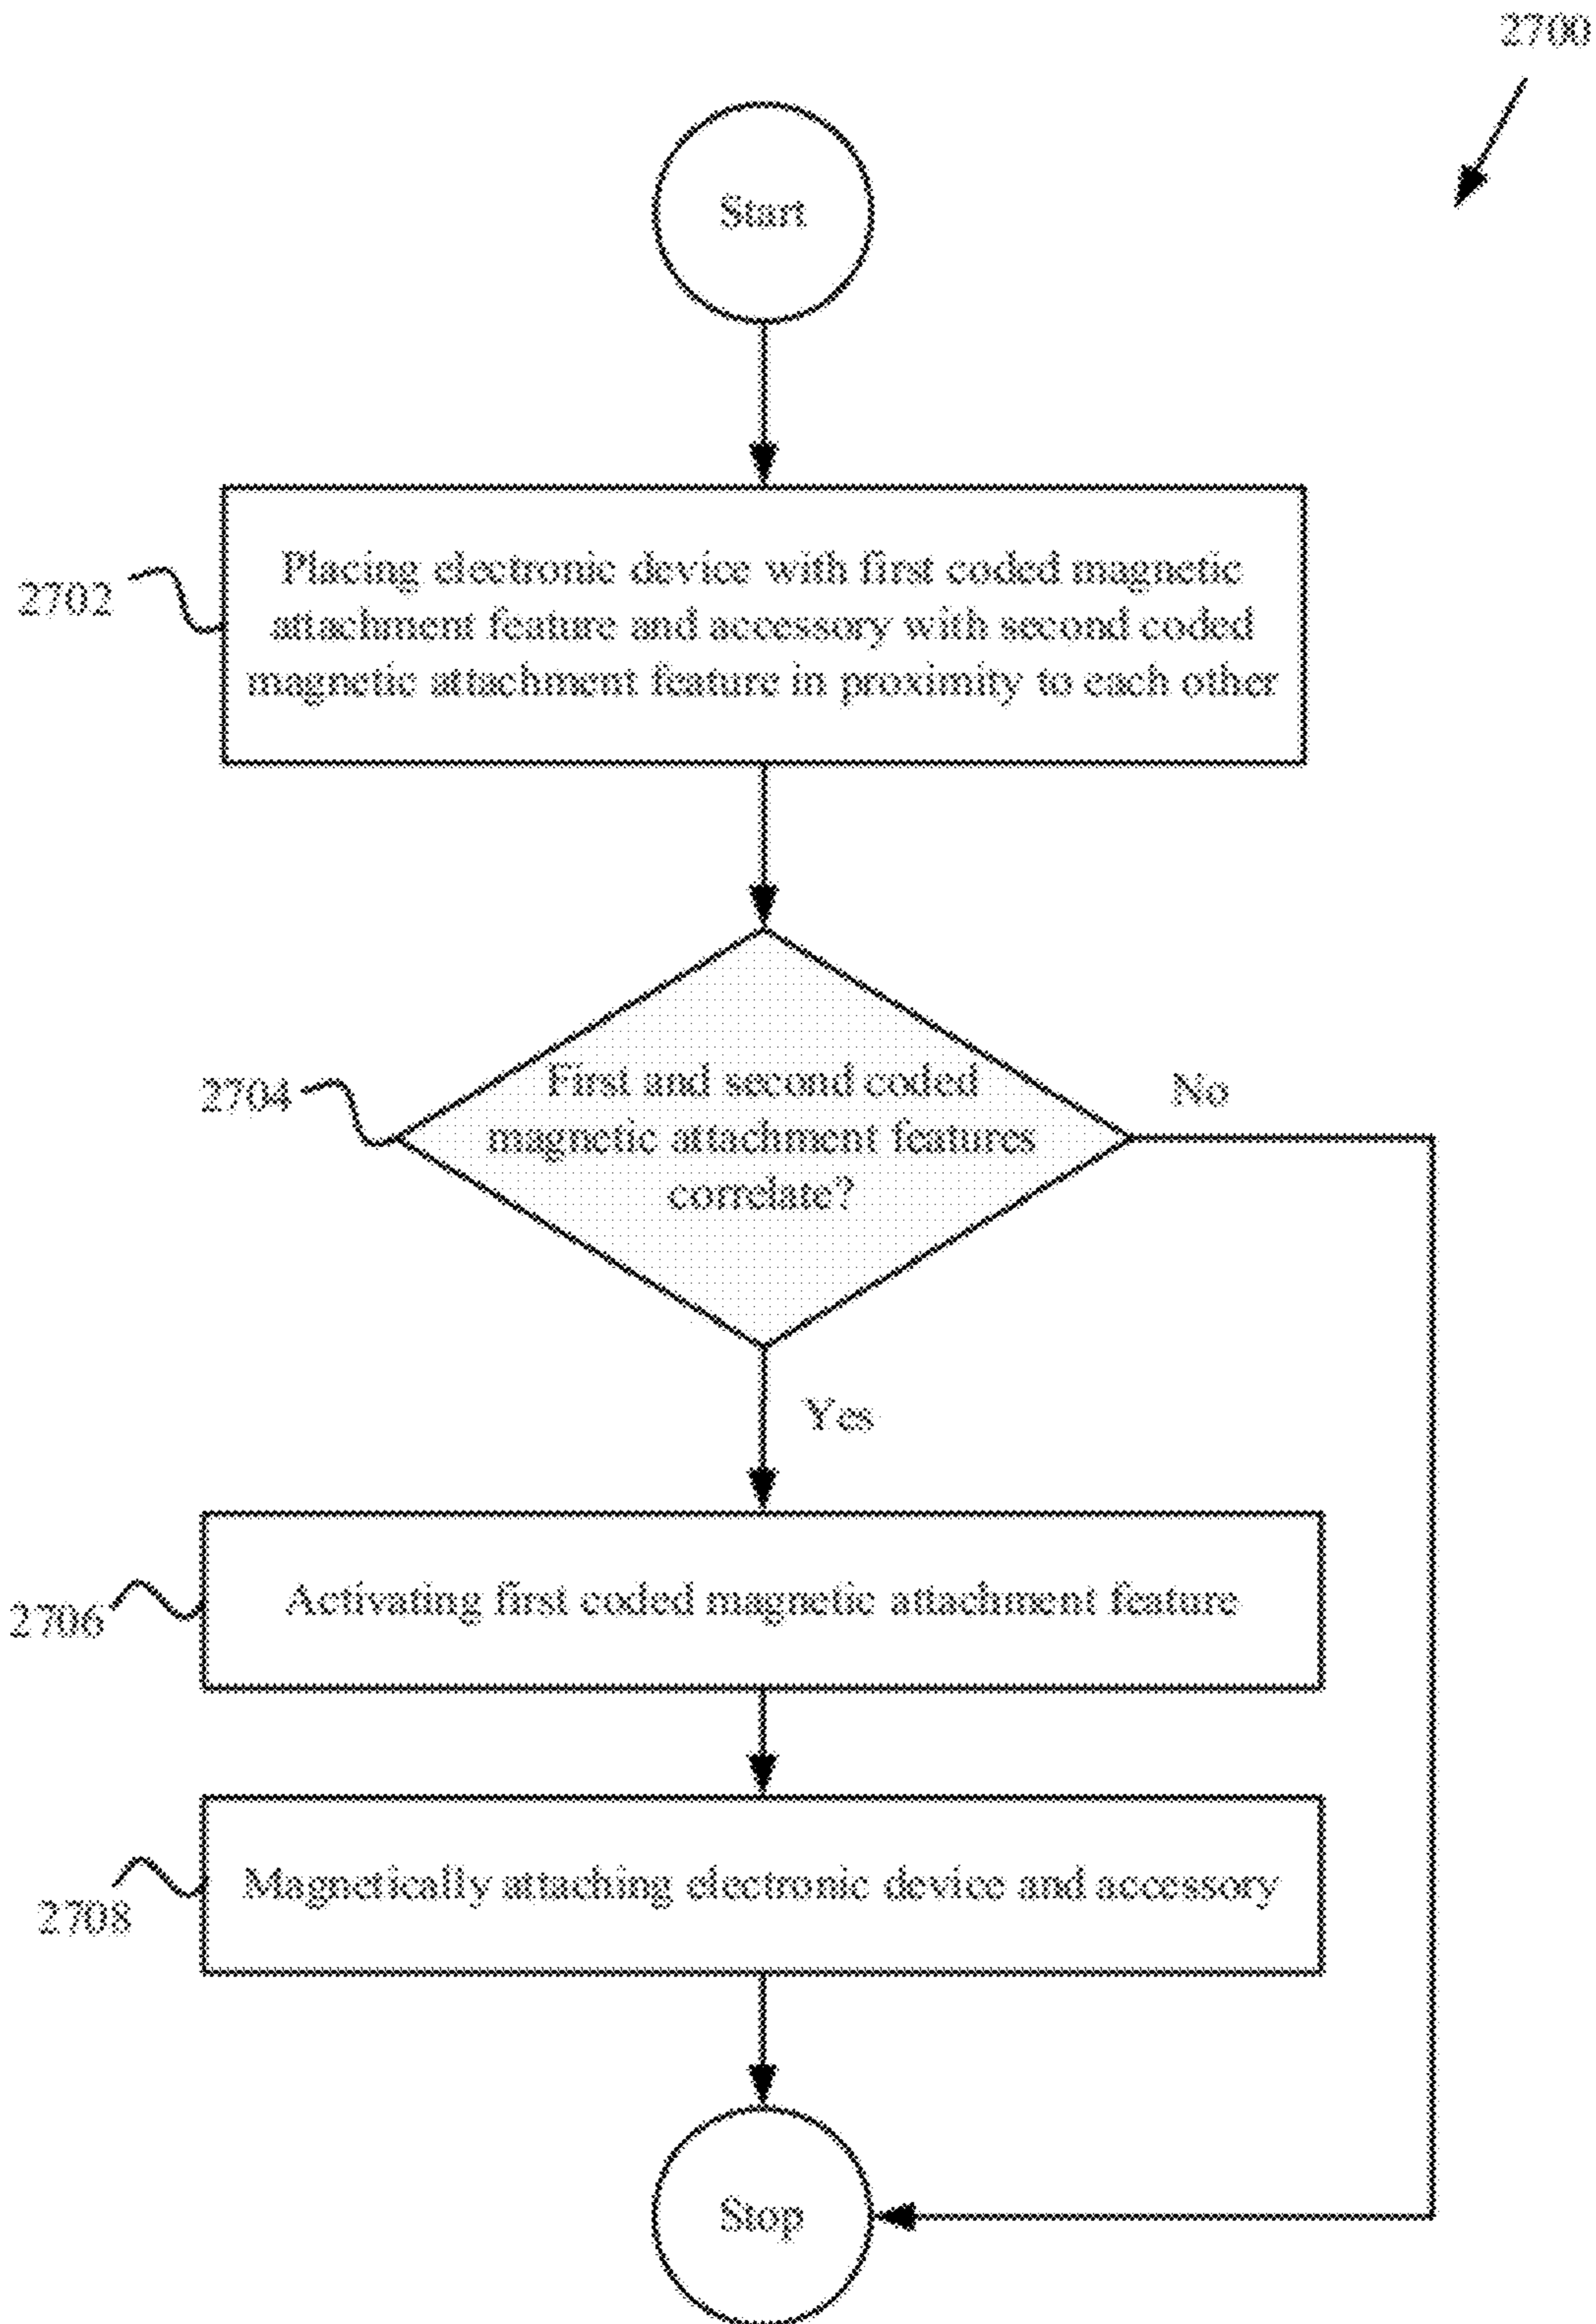 2700
Start
2702
Placing electronic device with first coded magnetic
attachment feature and accessory with second coded
magnetic attachment feature in proximity to each other
2704
First and second coded
magnetic attachment features
correlate?
No
Yes
2706
Activating first coded magnetic attachment feature
2708
Magnetically attaching electronic device and accessory
Stop